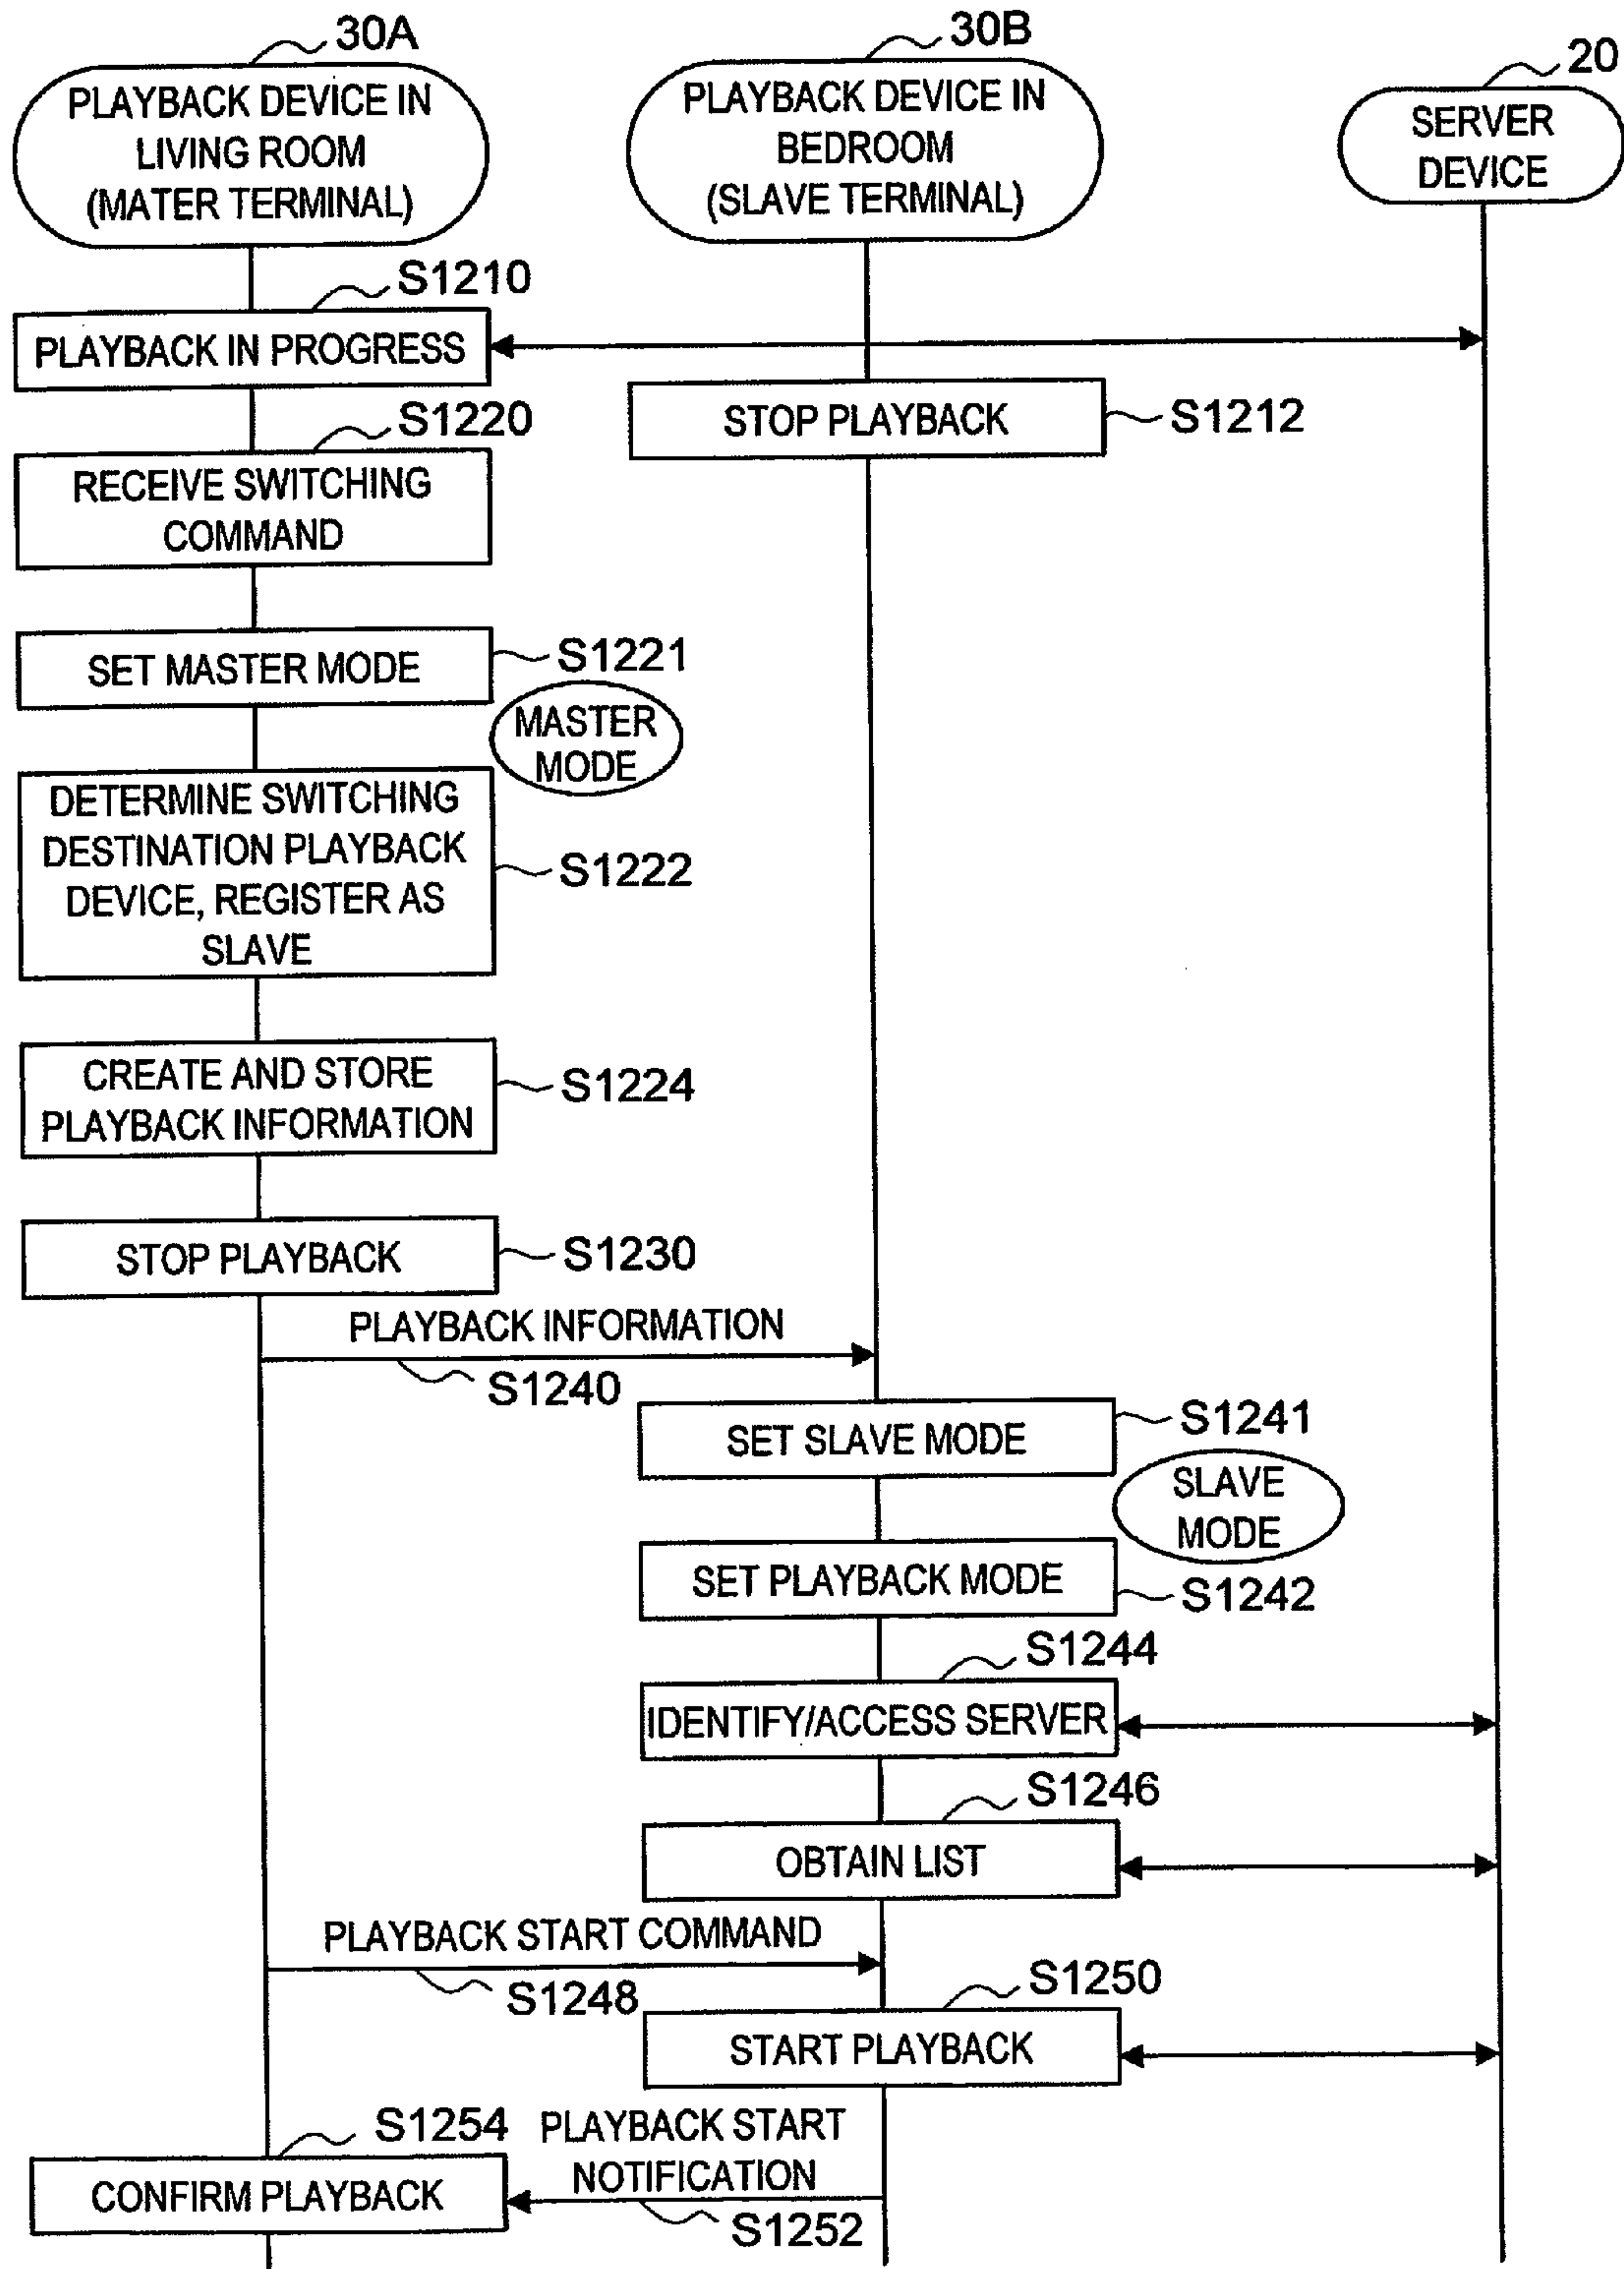 30A
PLAYBACK DEVICE IN
LIVING ROOM
(MATER TERMINAL)
30B
PLAYBACK DEVICE IN
BEDROOM
(SLAVE TERMINAL)
20
SERVER
DEVICE
S1210
PLAYBACK IN PROGRESS
STOP PLAYBACK
S1212
S1220
RECEIVE SWITCHING
COMMAND
SET MASTER MODE
S1221
MASTER
MODE
DETERMINE SWITCHING
DESTINATION PLAYBACK
DEVICE, REGISTER AS
SLAVE
S1222
CREATE AND STORE
PLAYBACK INFORMATION
S1224
STOP PLAYBACK
S1230
PLAYBACK INFORMATION
S1240
SET SLAVE MODE
S1241
SLAVE
MODE
SET PLAYBACK MODE
S1242
S1244
IDENTIFY/ACCESS SERVER
S1246
OBTAIN LIST
PLAYBACK START COMMAND
S1248
S1250
START PLAYBACK
S1254
CONFIRM PLAYBACK
PLAYBACK START
NOTIFICATION
S1252